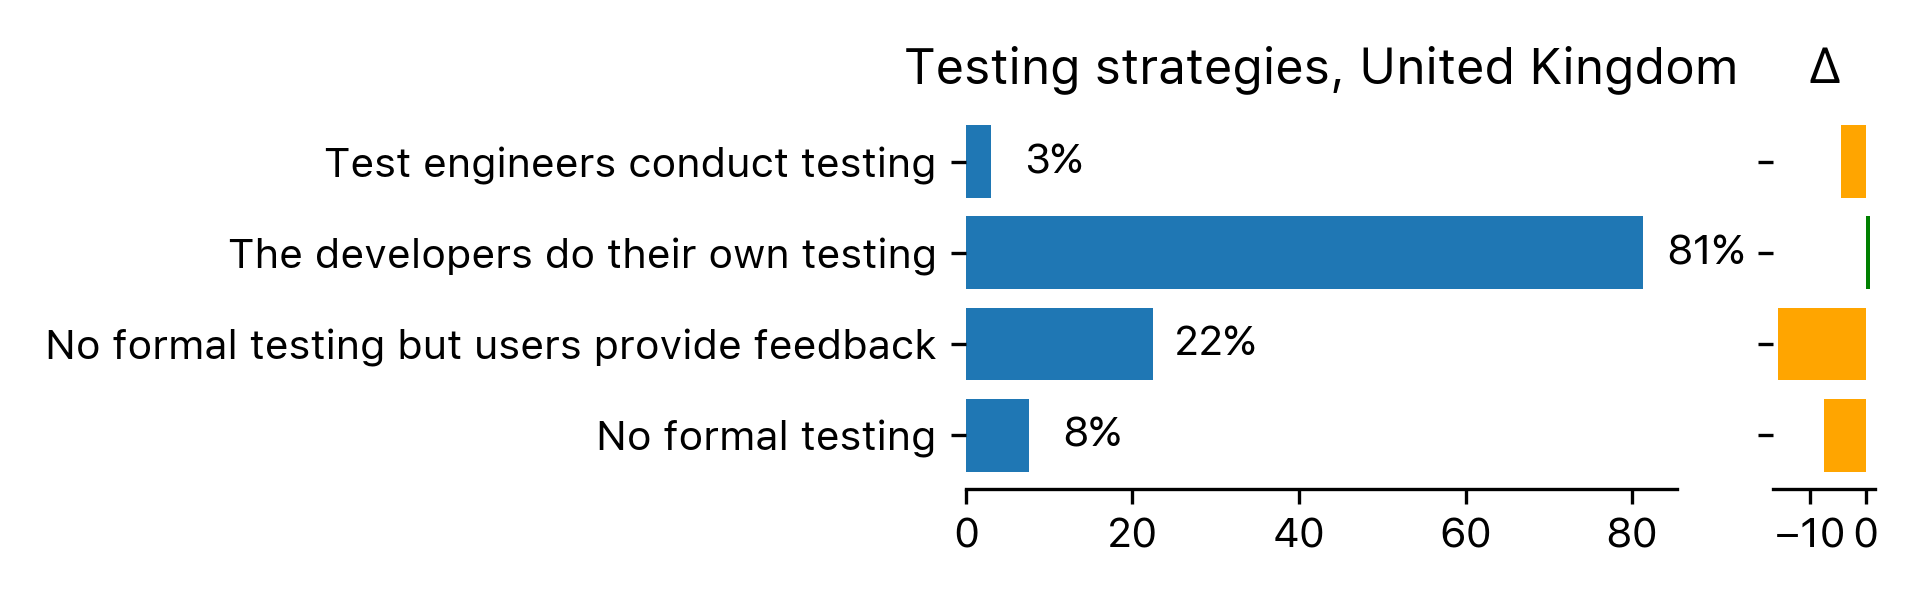 Testing strategies, United Kingdom Δ
Test engineers conduct testing 3%
The developers do their own testing 81%
No formal testing but users provide feedback 22%
No formal testing 8%
0 20 40 60 80 −10 0